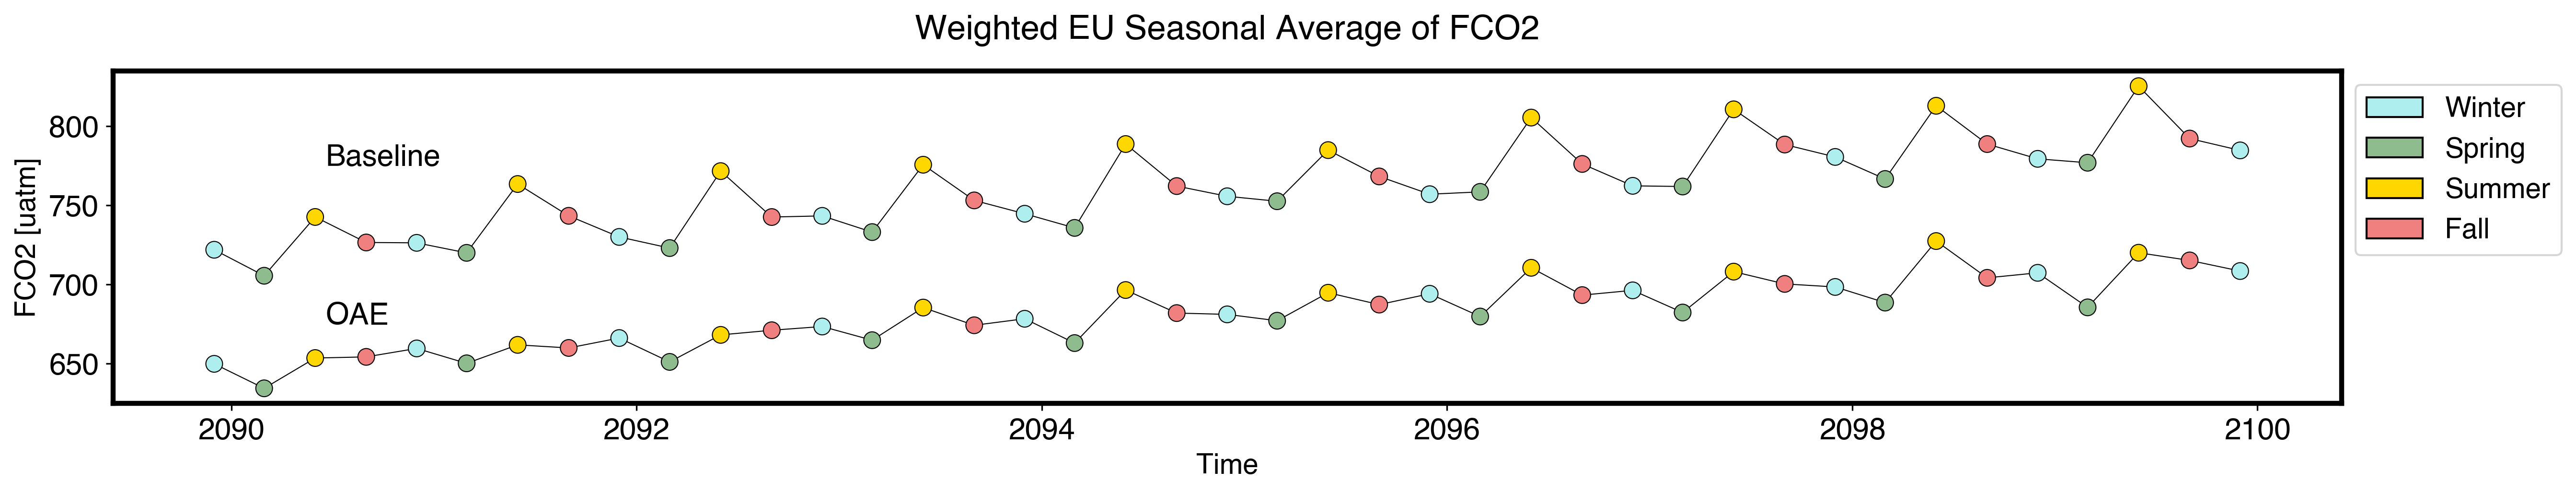 Weighted EU Seasonal Average of FCO2
FCO2 [uatm]
800
750
700
650
Baseline
OAE
2090
2092
2094
2096
2098
2100
Time
Winter
Spring
Summer
Fall